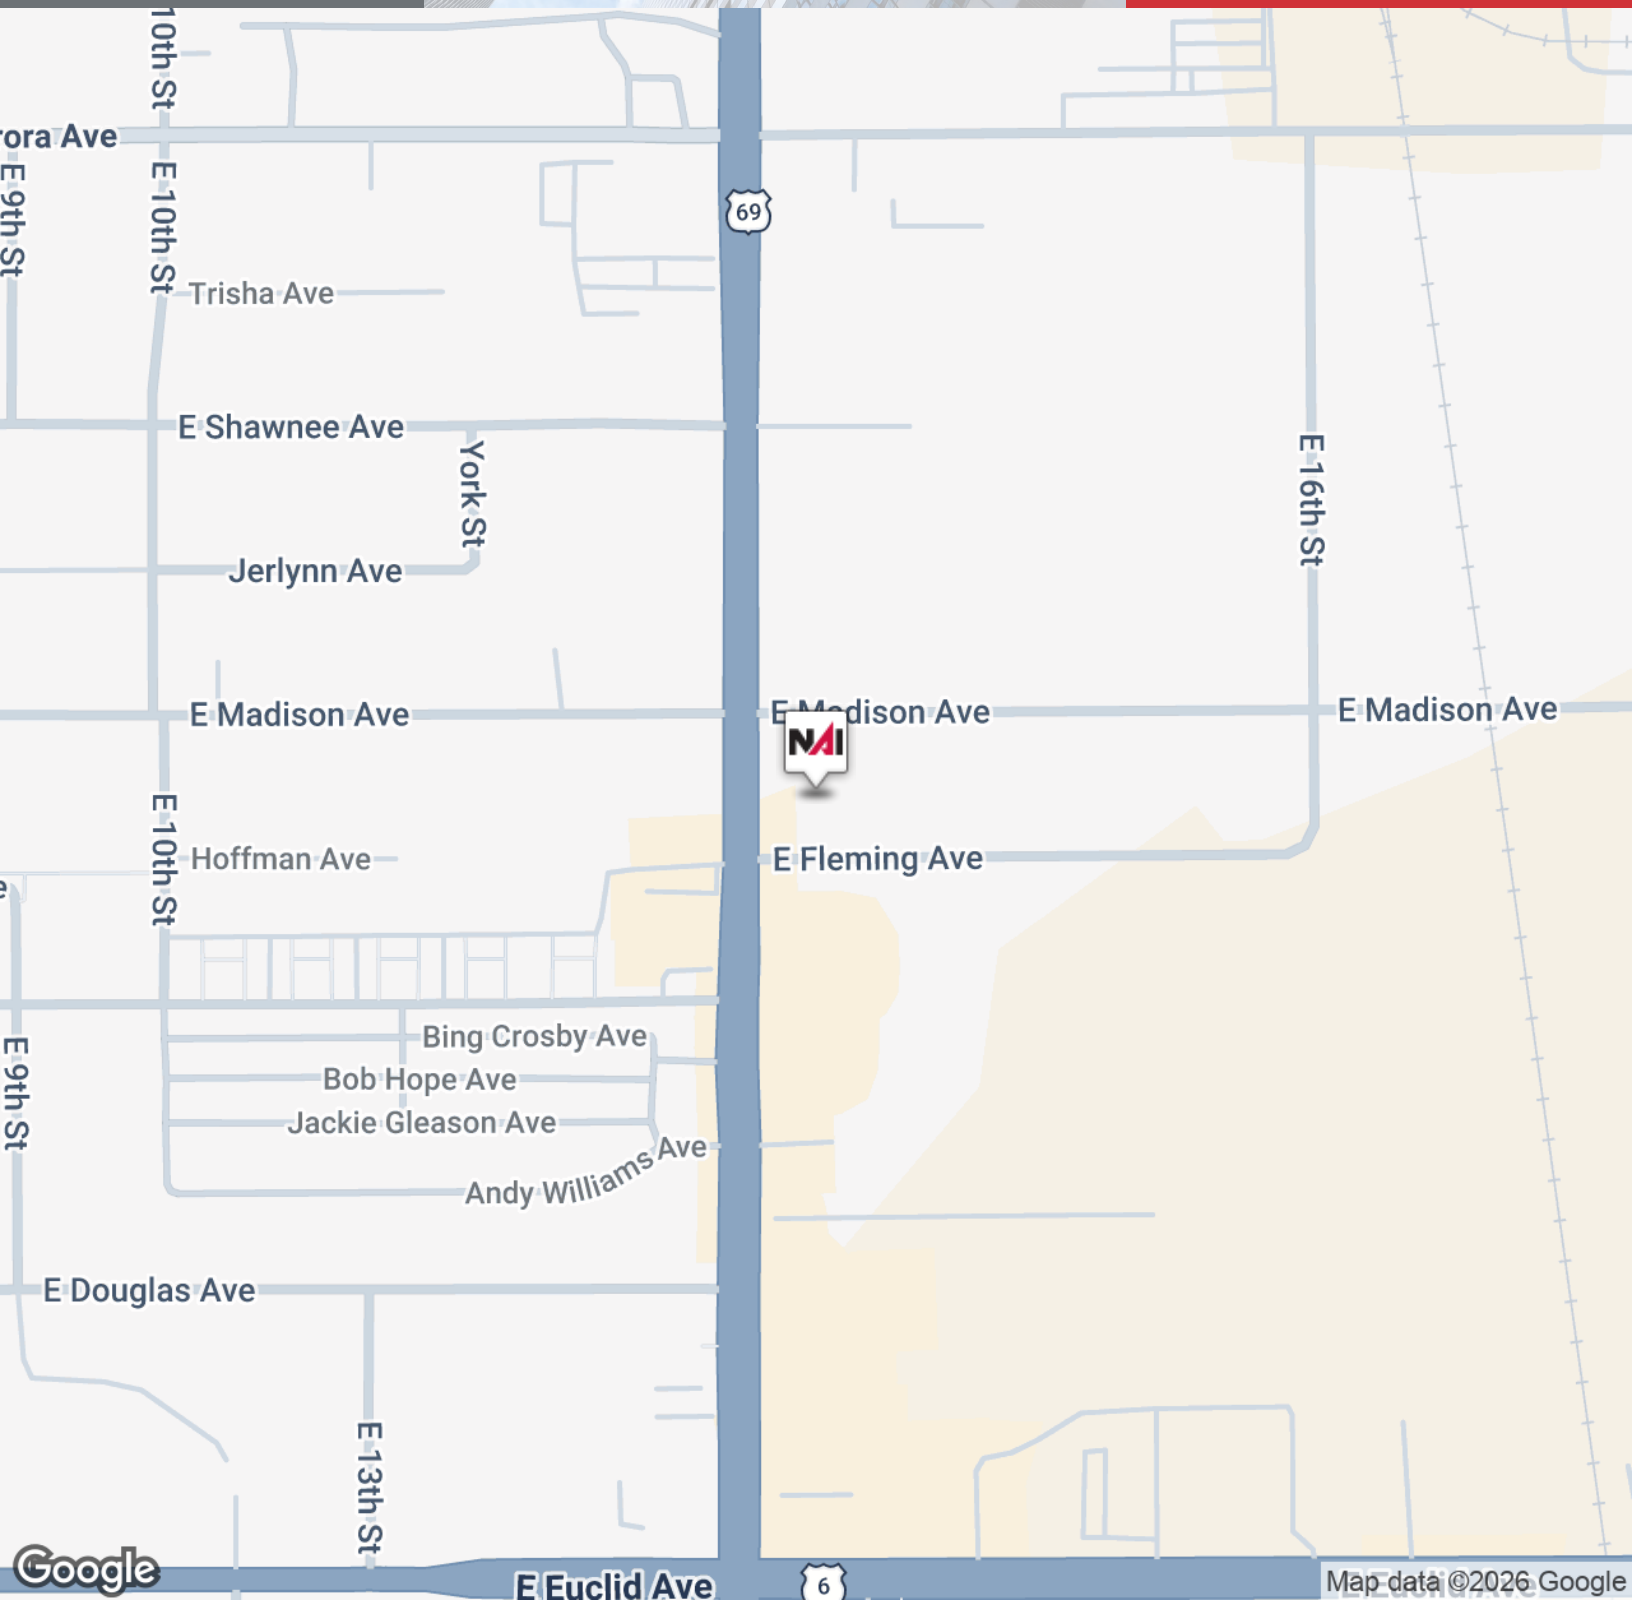 10th St
rora Ave
E 9th St
E 10th St
69
Trisha Ave
E Shawnee Ave
York St
E 16th St
Jerlynn Ave
E Madison Ave
E Madison Ave
E Madison Ave
NAI
E 10th St
Hoffman Ave
E Fleming Ave
e
Bing Crosby Ave
E 9th St
Bob Hope Ave
Jackie Gleason Ave
Andy Williams Ave
E Douglas Ave
E 13th St
Google
E Euclid Ave
6
E Euclid Ave
Map data ©2026 Google